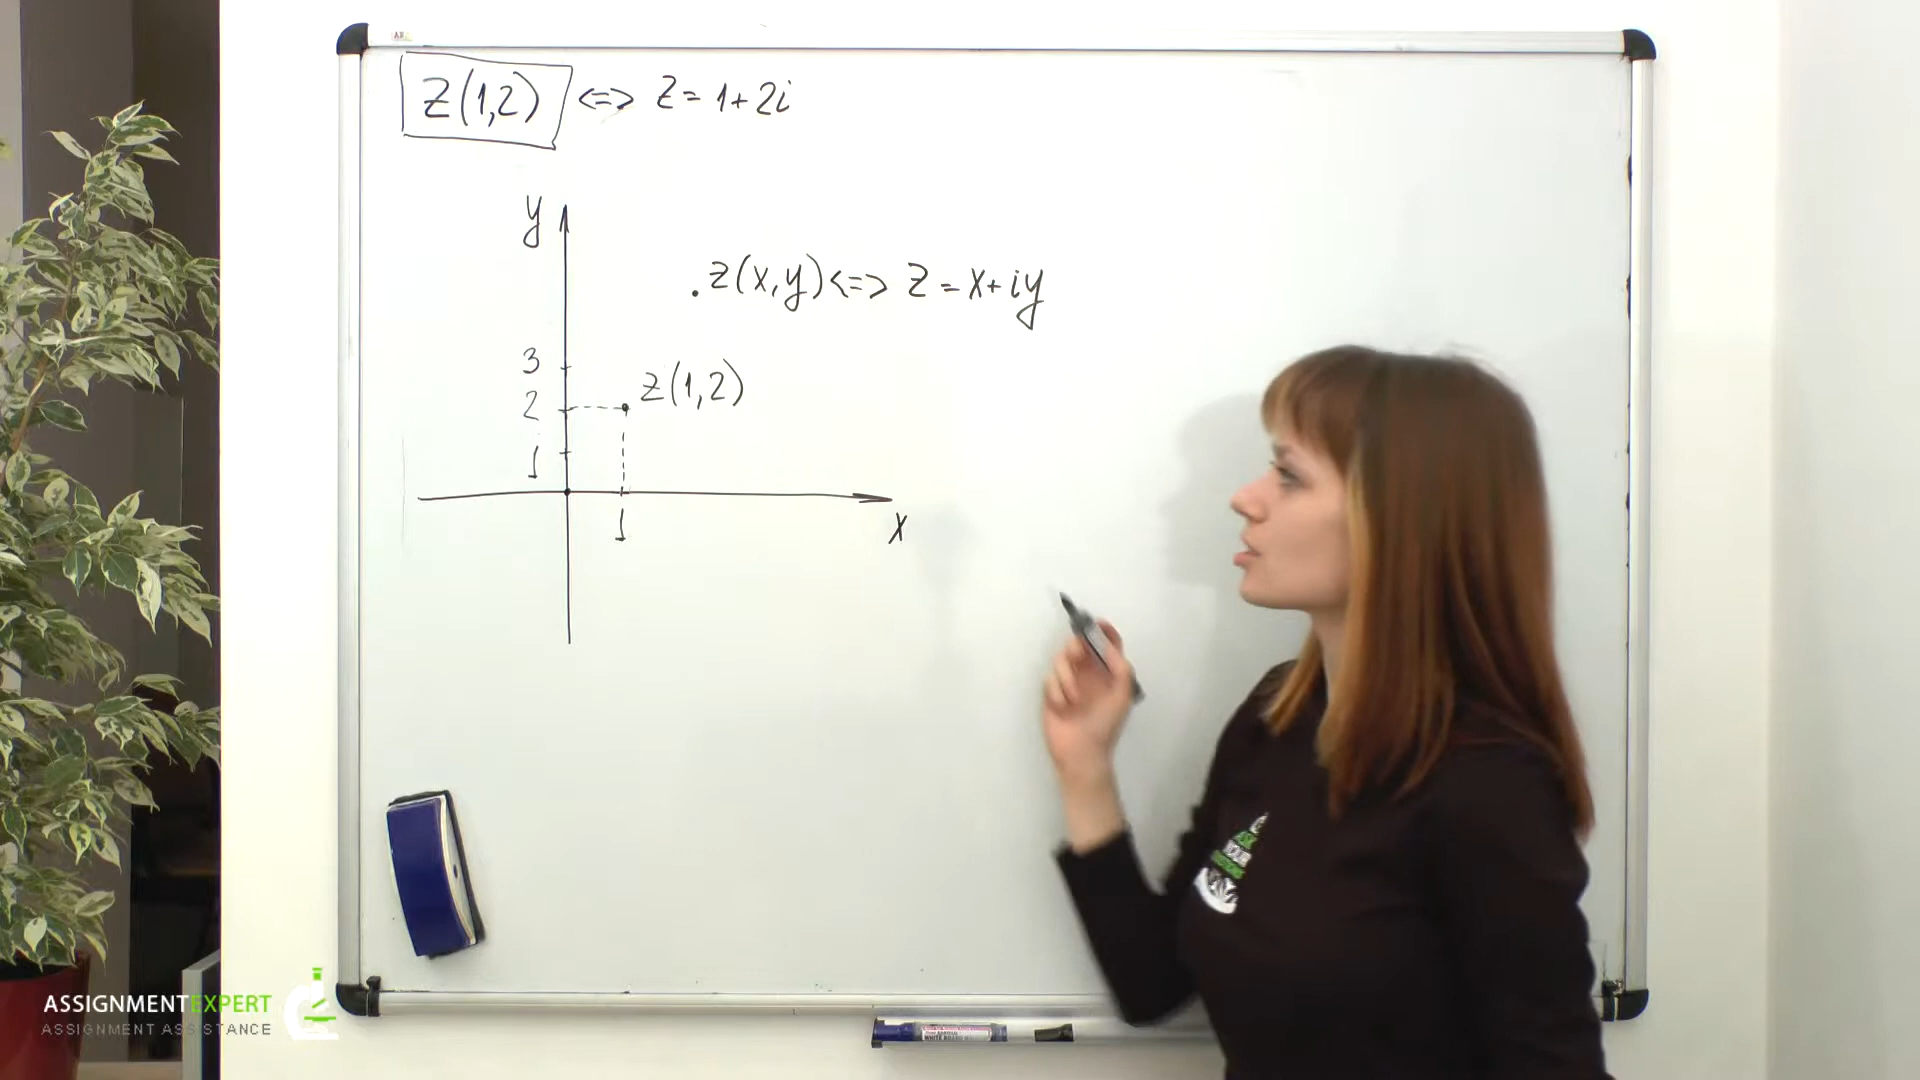 Z(1,2) <=> Z = 1+2i
y
.z(x,y) <=> Z = x+iy
3
z(1,2)
2
1
1
x
ASSIGNMENTEXPERT
ASSIGNMENT ASSISTANCE